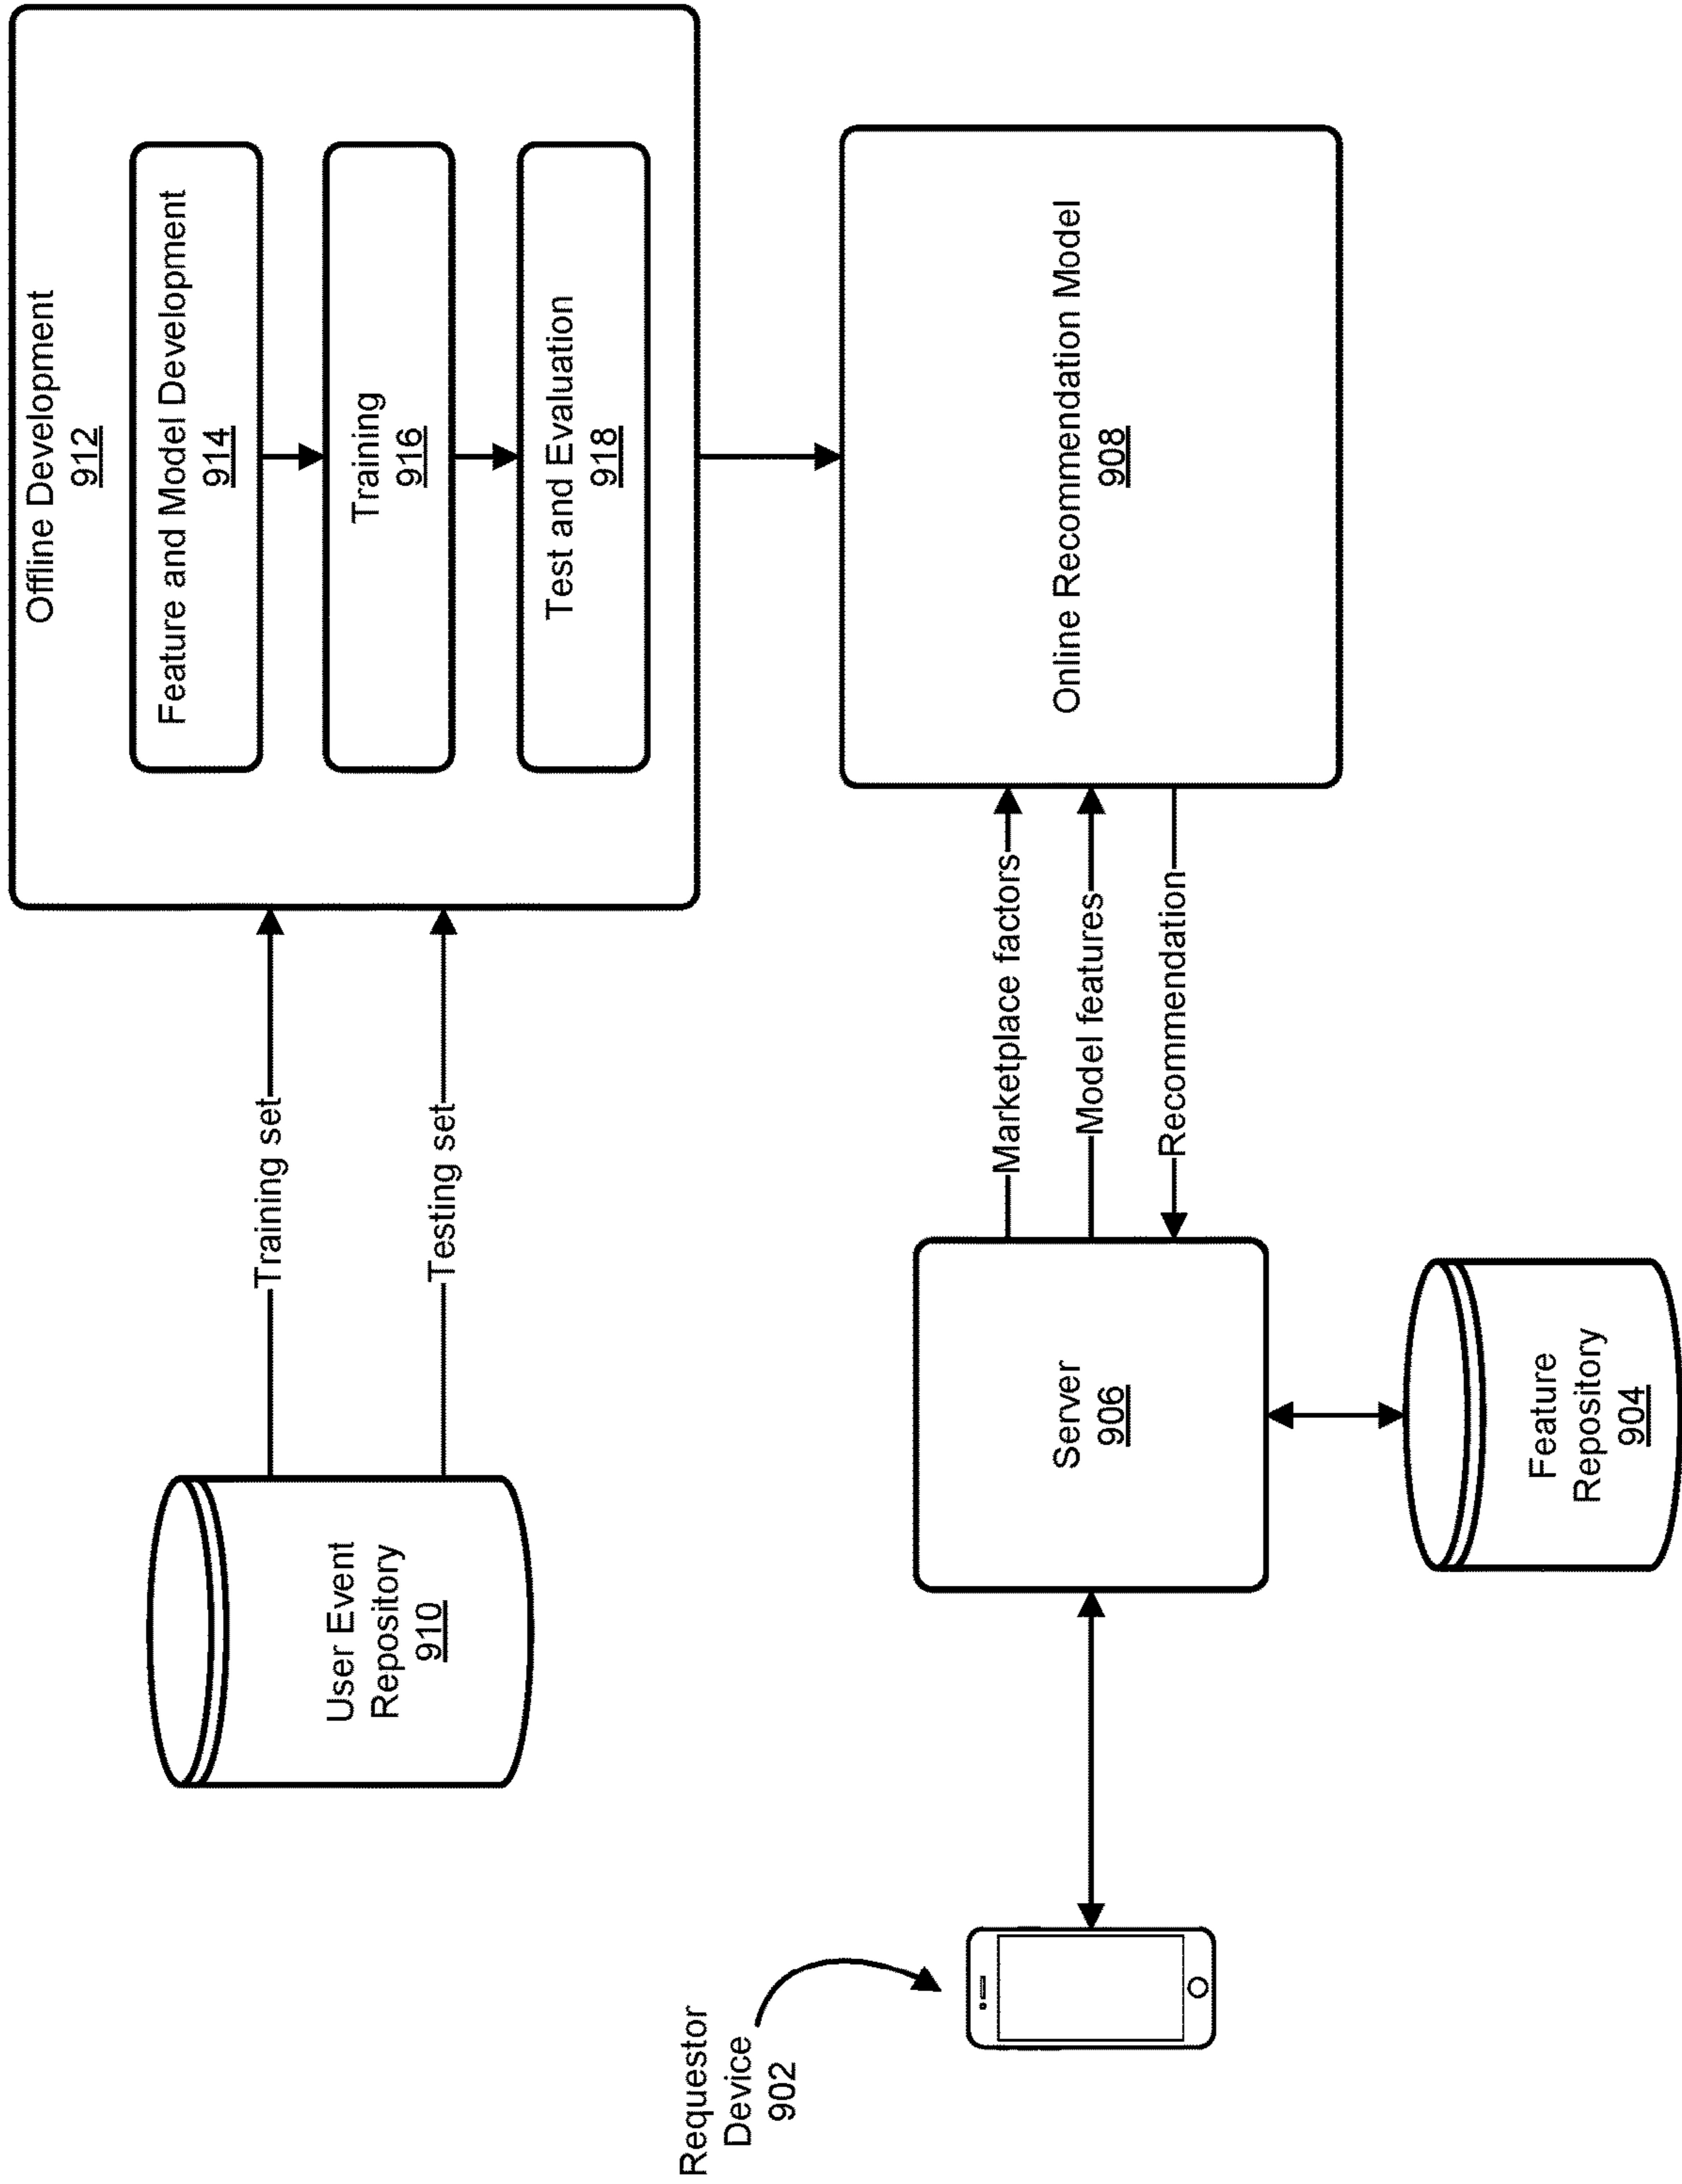 Offline Development
912
Feature and Model Development
914
Training
916
Test and Evaluation
918
User Event
Repository
910
Training set
Testing set
Requestor
Device
902
Server
906
Marketplace factors
Model features
Recommendation
Online Recommendation Model
908
Feature
Repository
904